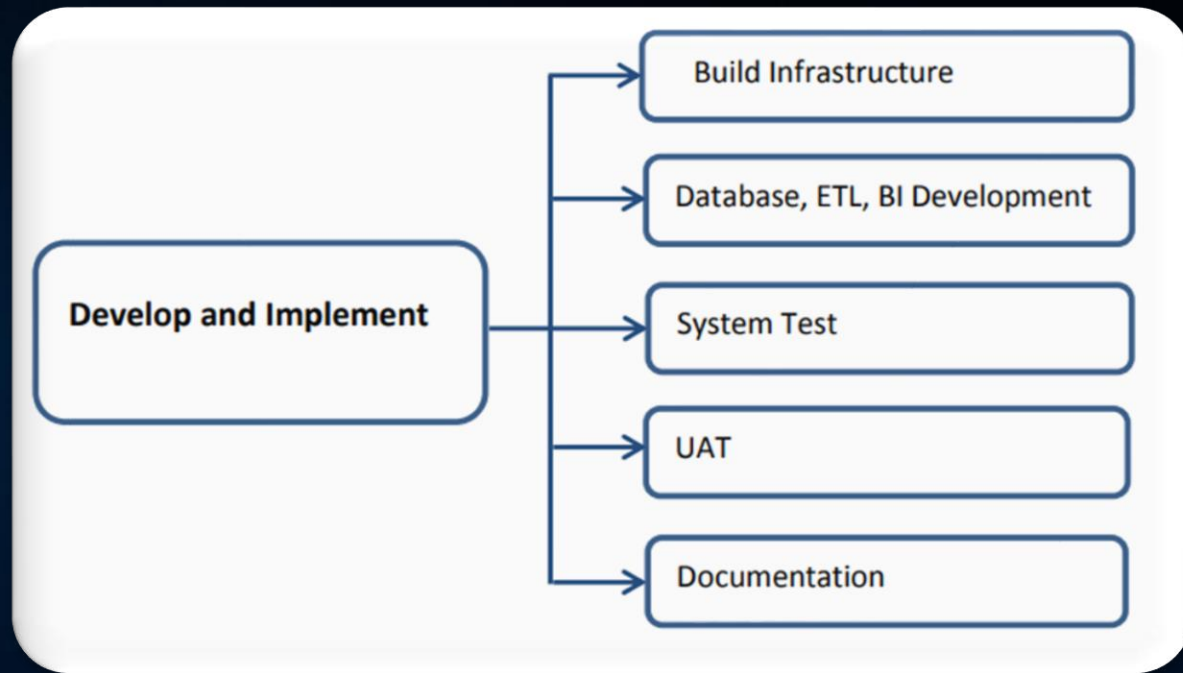 Build Infrastructure
Database, ETL, BI Development
Develop and Implement
System Test
UAT
Documentation